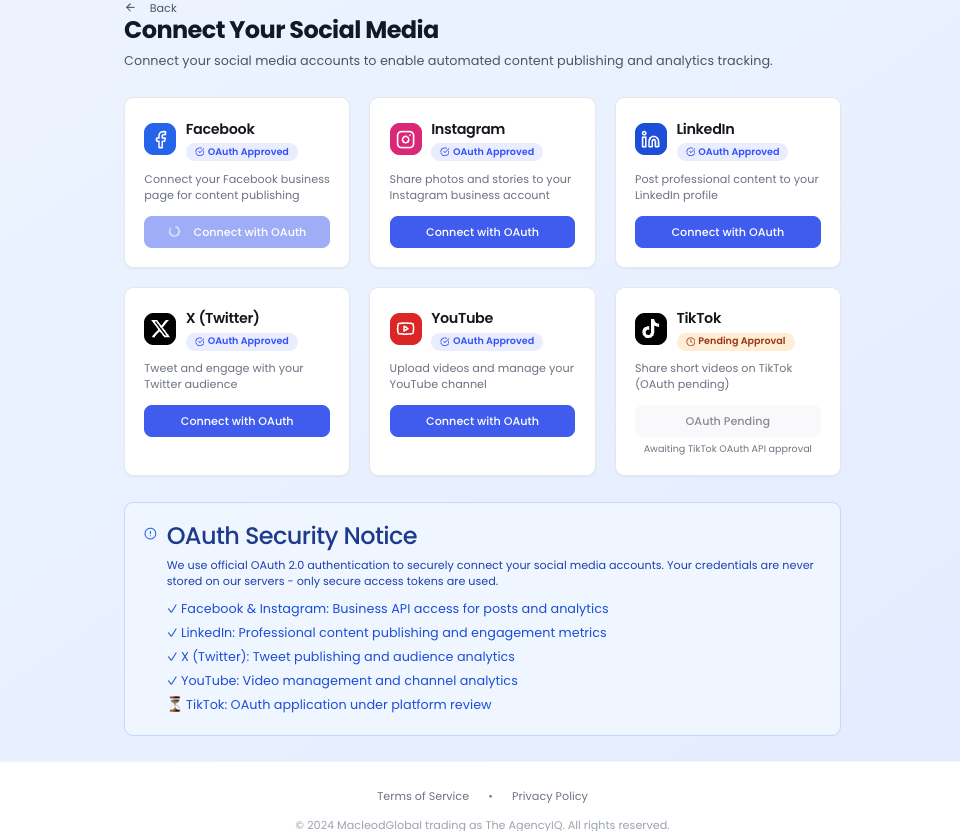 Back
Connect Your Social Media
Connect your social media accounts to enable automated content publishing and analytics tracking.
Facebook
OAuth Approved
Connect your Facebook business
page for content publishing
Connect with OAuth
Instagram
OAuth Approved
Share photos and stories to your
Instagram business account
Connect with OAuth
LinkedIn
OAuth Approved
Post professional content to your
LinkedIn profile
Connect with OAuth
X (Twitter)
OAuth Approved
Tweet and engage with your
Twitter audience
Connect with OAuth
YouTube
OAuth Approved
Upload videos and manage your
YouTube channel
Connect with OAuth
TikTok
Pending Approval
Share short videos on TikTok
(OAuth pending)
OAuth Pending
Awaiting TikTok OAuth API approval
OAuth Security Notice
We use official OAuth 2.0 authentication to securely connect your social media accounts. Your credentials are never
stored on our servers - only secure access tokens are used.
✓ Facebook & Instagram: Business API access for posts and analytics
✓ LinkedIn: Professional content publishing and engagement metrics
✓ X (Twitter): Tweet publishing and audience analytics
✓ YouTube: Video management and channel analytics
⏳ TikTok: OAuth application under platform review
Terms of Service • Privacy Policy
© 2024 MacleodGlobal trading as The AgencyIQ. All rights reserved.